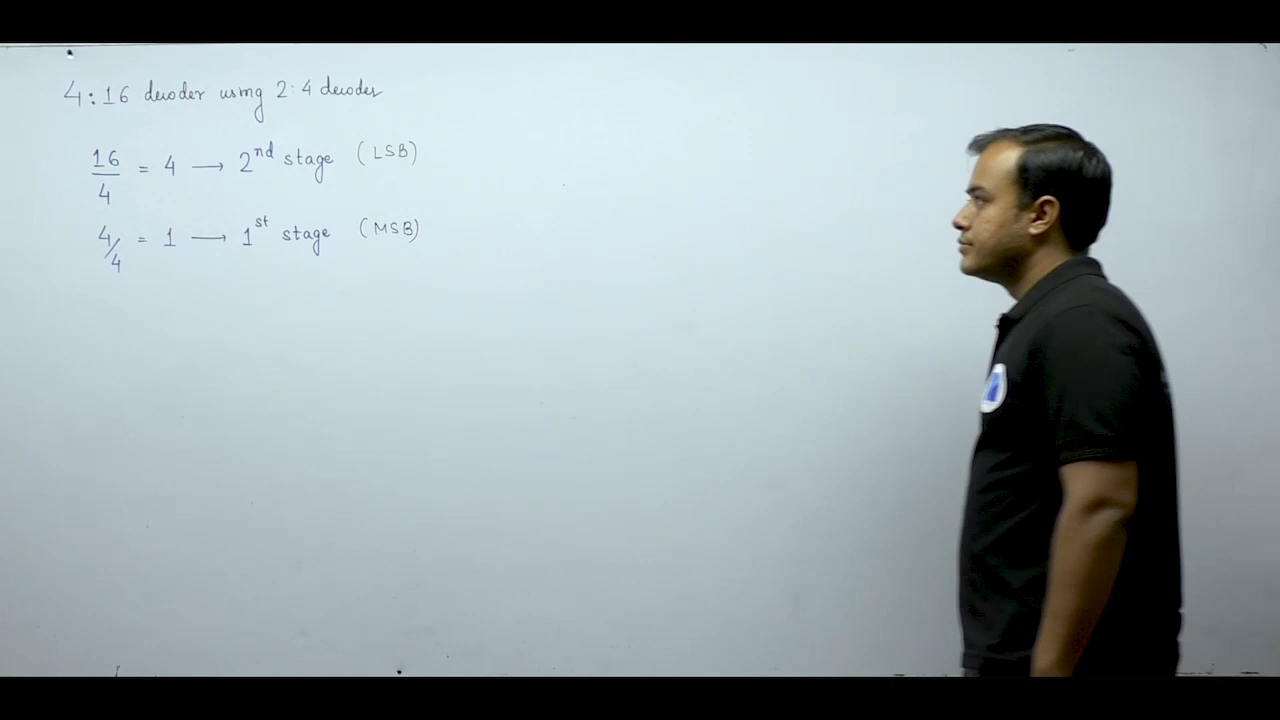 4:16 decoder using 2:4 decoder
16/4 = 4 → 2nd stage (LSB)
4/4 = 1 → 1st stage (MSB)